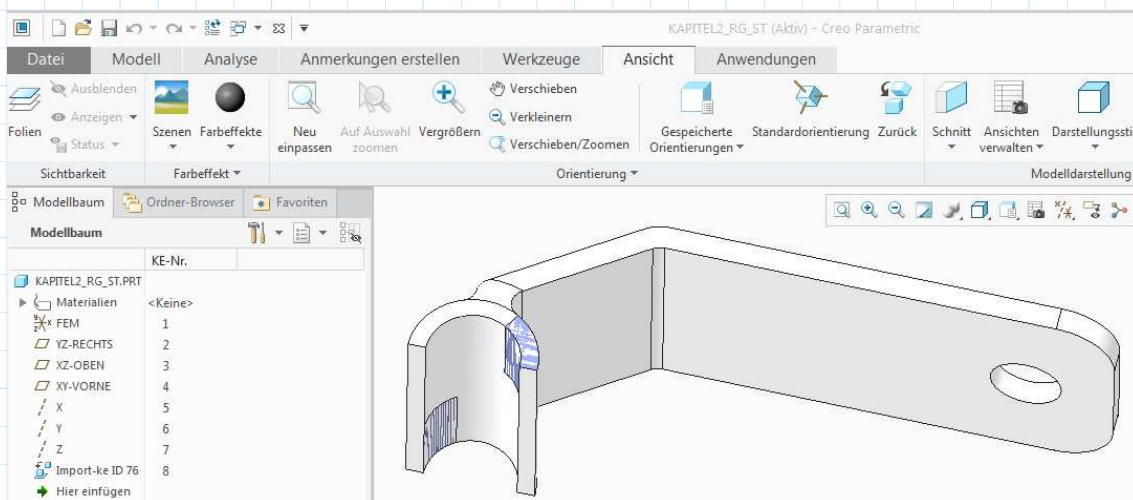 KAPITEL2_RG_ST (Aktiv) - Creo Parametric
Datei Modell Analyse Anmerkungen erstellen Werkzeuge Ansicht Anwendungen
Folien
Ausblenden
Anzeigen
Status
Szenen
Farbeffekte
Neu einpassen
Auf Auswahl zoomen
Vergrößern
Verschieben
Verkleinern
Verschieben/Zoomen
Gespeicherte Orientierungen
Standardorientierung
Zurück
Schnitt
Ansichten verwalten
Darstellungssti
Sichtbarkeit Farbeffekt Orientierung Modelldarstellung
Modellbaum Ordner-Browser Favoriten
Modellbaum
KE-Nr.
KAPITEL2_RG_ST.PRT
Materialien <Keine>
FEM 1
YZ-RECHTS 2
XZ-OBEN 3
XY-VORNE 4
X 5
Y 6
Z 7
Import-ke ID 76 8
Hier einfügen